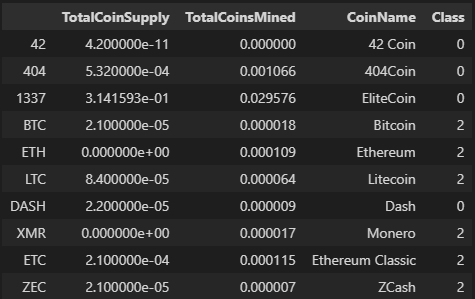 TotalCoinSupply TotalCoinsMined CoinName Class
42 4.200000e-11 0.000000 42 Coin 0
404 5.320000e-04 0.001066 404Coin 0
1337 3.141593e-01 0.029576 EliteCoin 0
BTC 2.100000e-05 0.000018 Bitcoin 2
ETH 0.000000e+00 0.000109 Ethereum 2
LTC 8.400000e-05 0.000064 Litecoin 2
DASH 2.200000e-05 0.000009 Dash 0
XMR 0.000000e+00 0.000017 Monero 2
ETC 2.100000e-04 0.000115 Ethereum Classic 2
ZEC 2.100000e-05 0.000007 ZCash 2